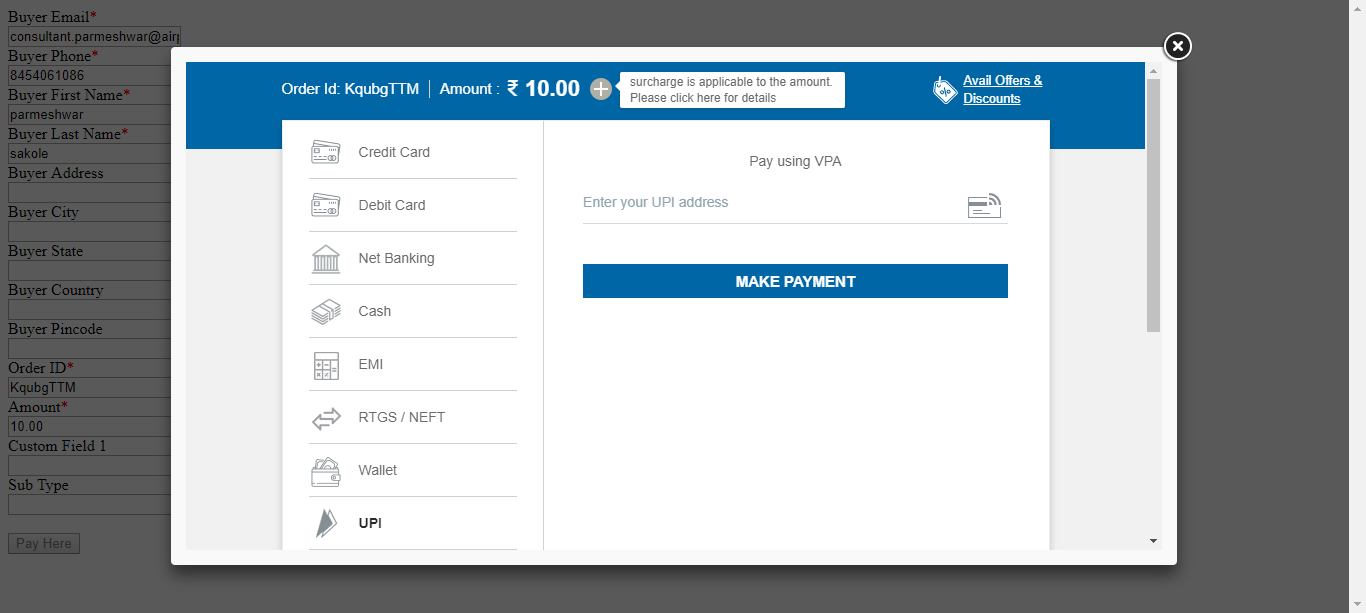 Buyer Email*
consultant.parmeshwar@air
Buyer Phone*
8454061086
Buyer First Name*
parmeshwar
Buyer Last Name*
sakole
Buyer Address
Buyer City
Buyer State
Buyer Country
Buyer Pincode
Order ID*
KqubgTTM
Amount*
10.00
Custom Field 1
Sub Type
Pay Here
Order Id: KqubgTTM | Amount : ₹ 10.00
surcharge is applicable to the amount.
Please click here for details
%
Avail Offers &
Discounts
Credit Card
Debit Card
Net Banking
Cash
EMI
RTGS / NEFT
Wallet
UPI
Pay using VPA
Enter your UPI address
MAKE PAYMENT